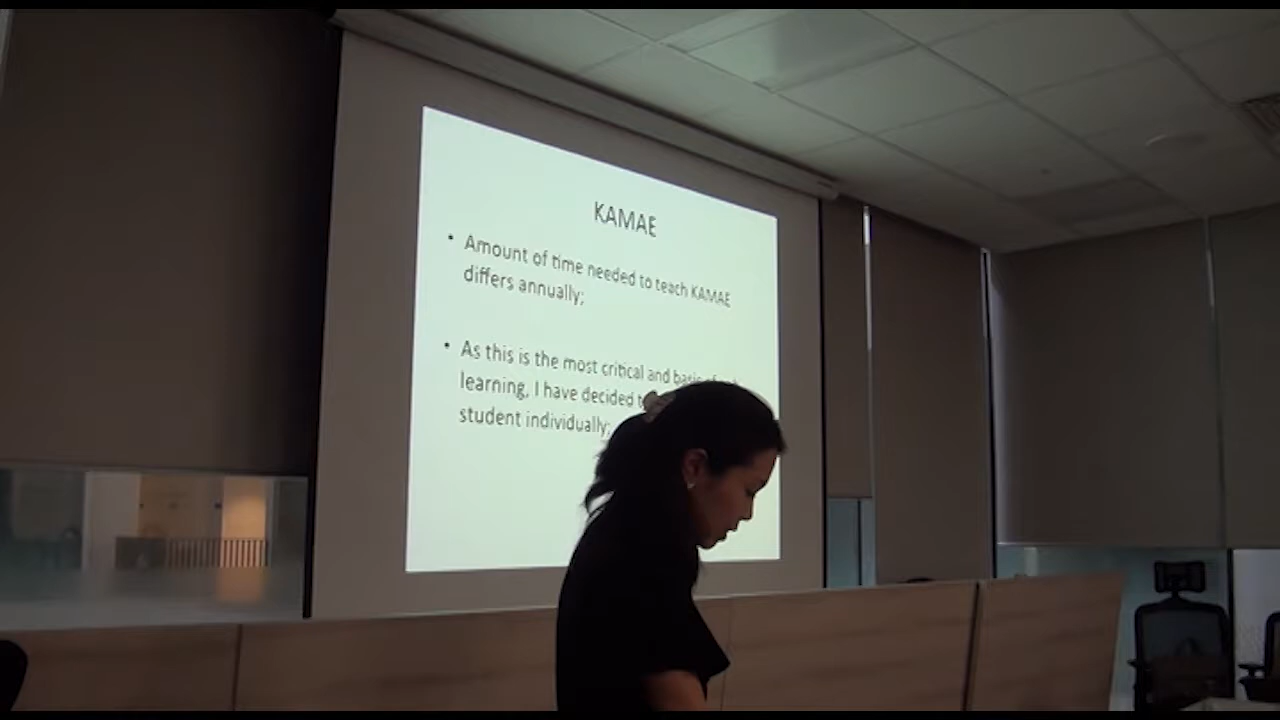 KAMAE
• Amount of time needed to teach KAMAE
differs annually;
• As this is the most critical and basic
learning, I have decided
student individually;